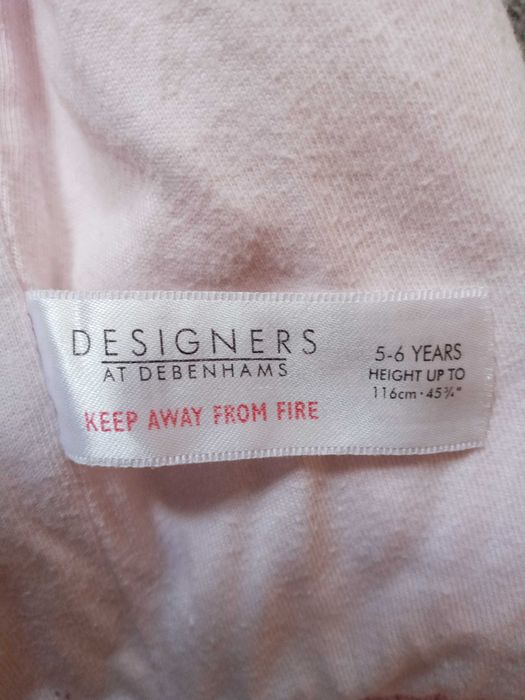 DESIGNERS
AT DEBENHAMS
KEEP AWAY FROM FIRE
5-6 YEARS
HEIGHT UP TO
116cm · 45¾"